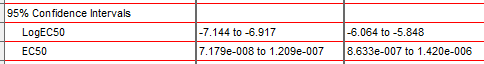 95% Confidence Intervals
LogEC50 -7.144 to -6.917 -6.064 to -5.848
EC50 7.179e-008 to 1.209e-007 8.633e-007 to 1.420e-006